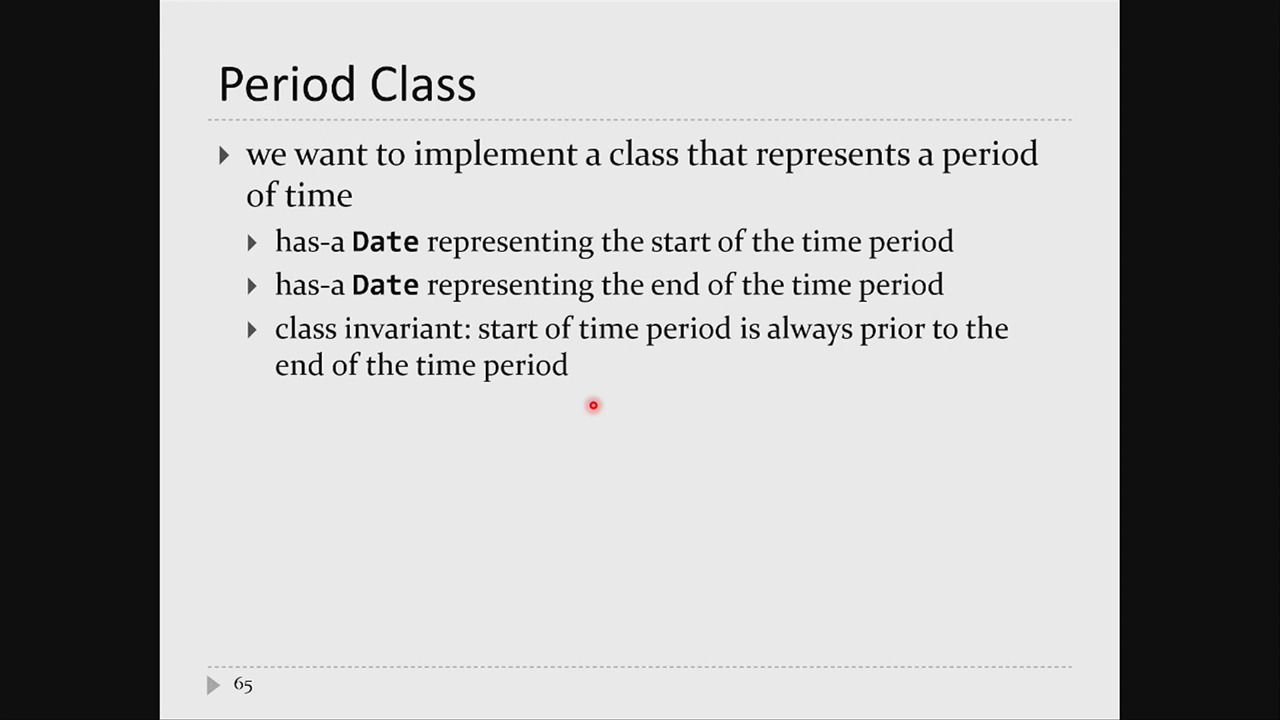 Period Class
we want to implement a class that represents a period
of time
has-a Date representing the start of the time period
has-a Date representing the end of the time period
class invariant: start of time period is always prior to the
end of the time period
65